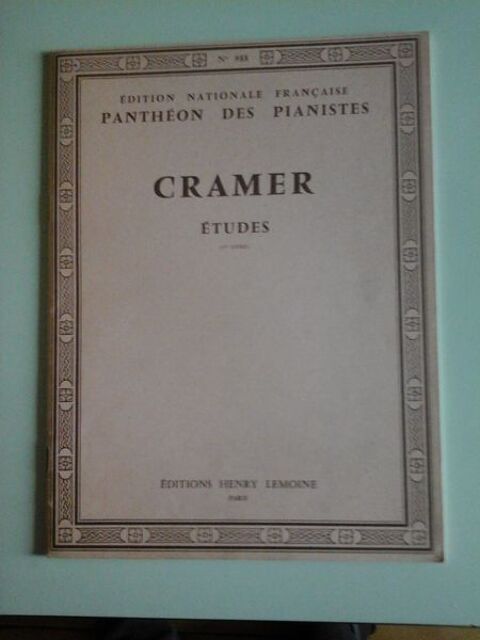 ÉDITION NATIONALE FRANÇAISE
PANTHÉON DES PIANISTES
CRAMER
ÉTUDES
ÉDITIONS HENRY LEMOINE
PARIS